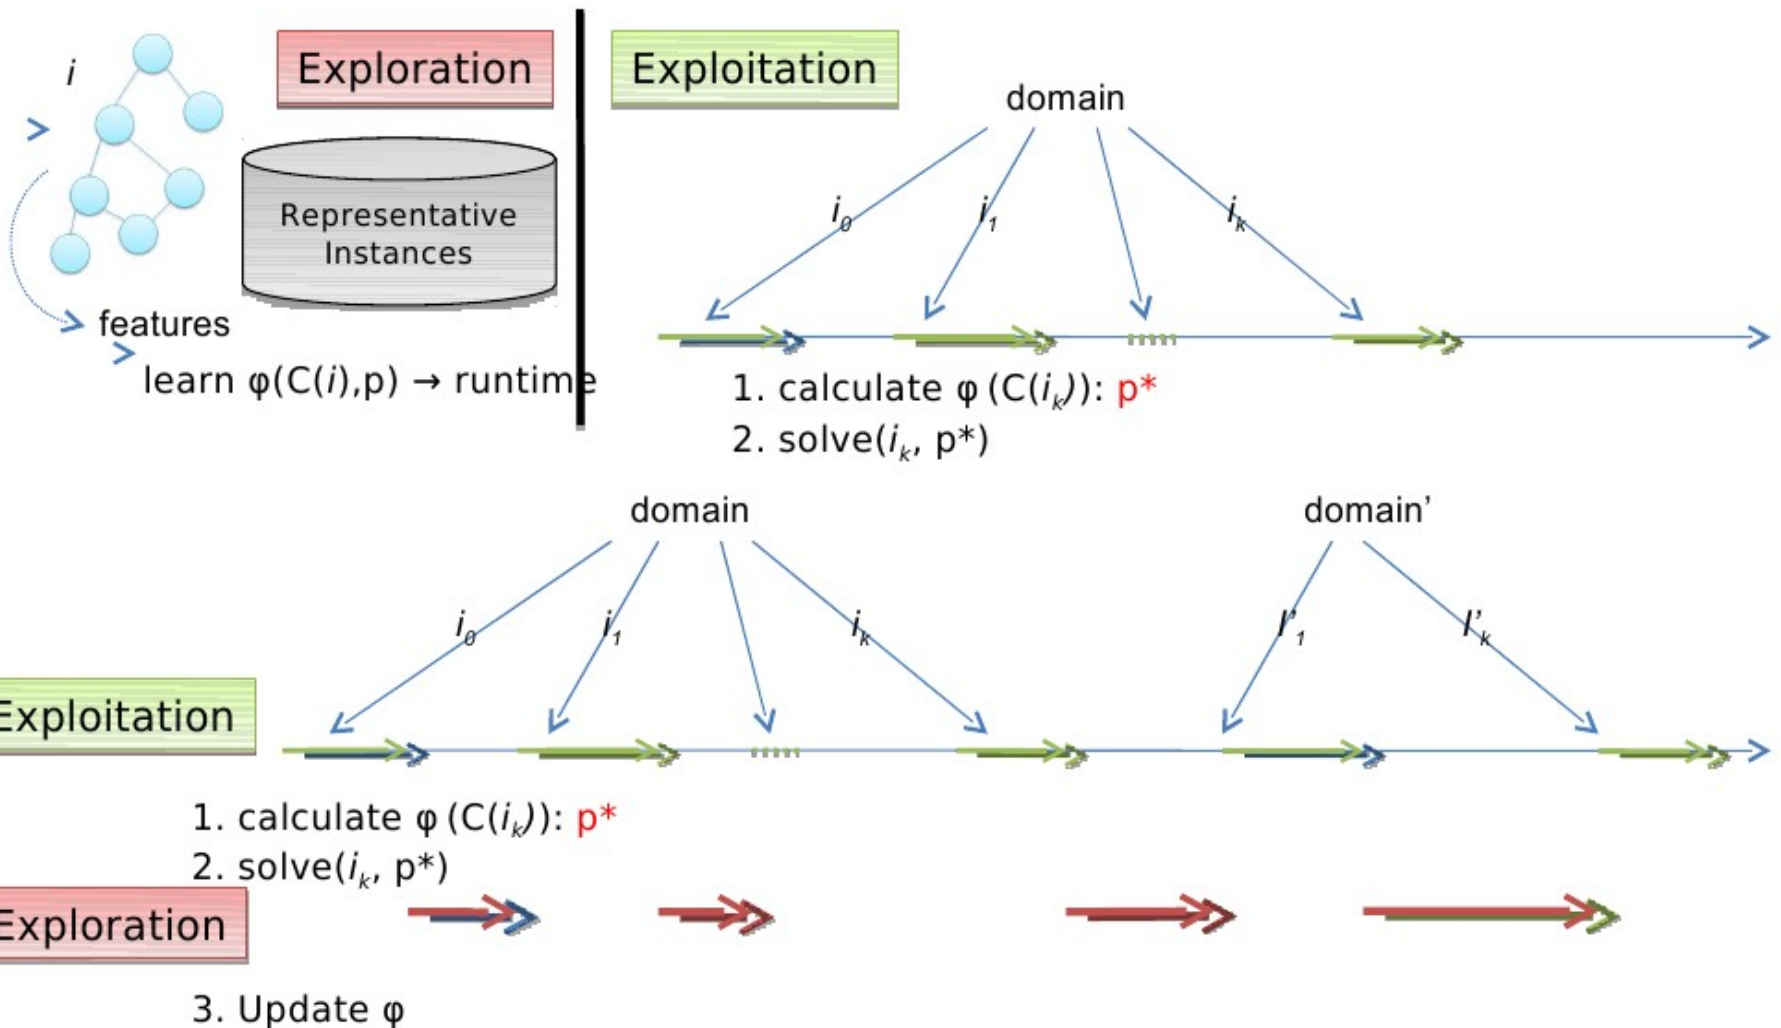 i
Exploration
Representative
Instances
features
learn φ(C(i),p) → runtime
Exploitation
domain
i0
i1
ik
1. calculate φ (C(ik)): p*
2. solve(ik, p*)
domain
domain’
i0
i1
ik
I’1
I’k
Exploitation
1. calculate φ (C(ik)): p*
2. solve(ik, p*)
Exploration
3. Update φ